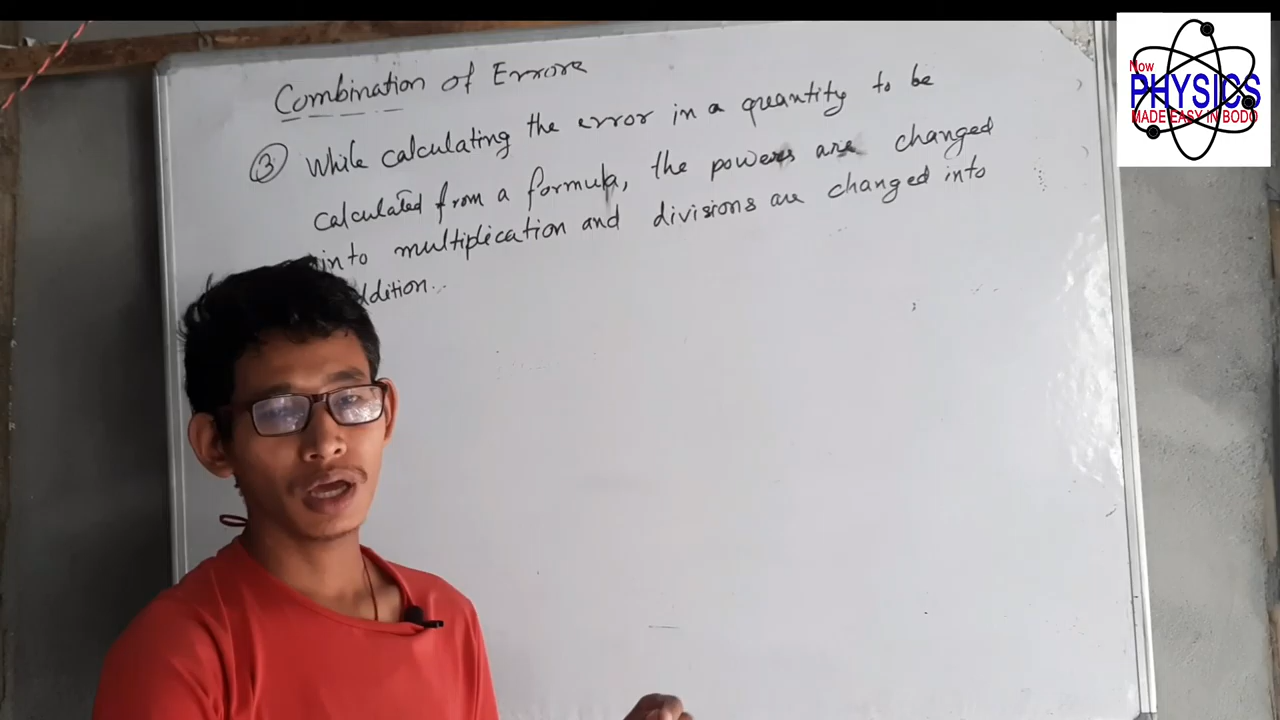 Combination of Errors
③ While calculating the error in a quantity to be
calculated from a formula, the powers are changed
into multiplication and divisions are changed into
ddition.
Now
PHYSICS
MADE EASY IN BODO